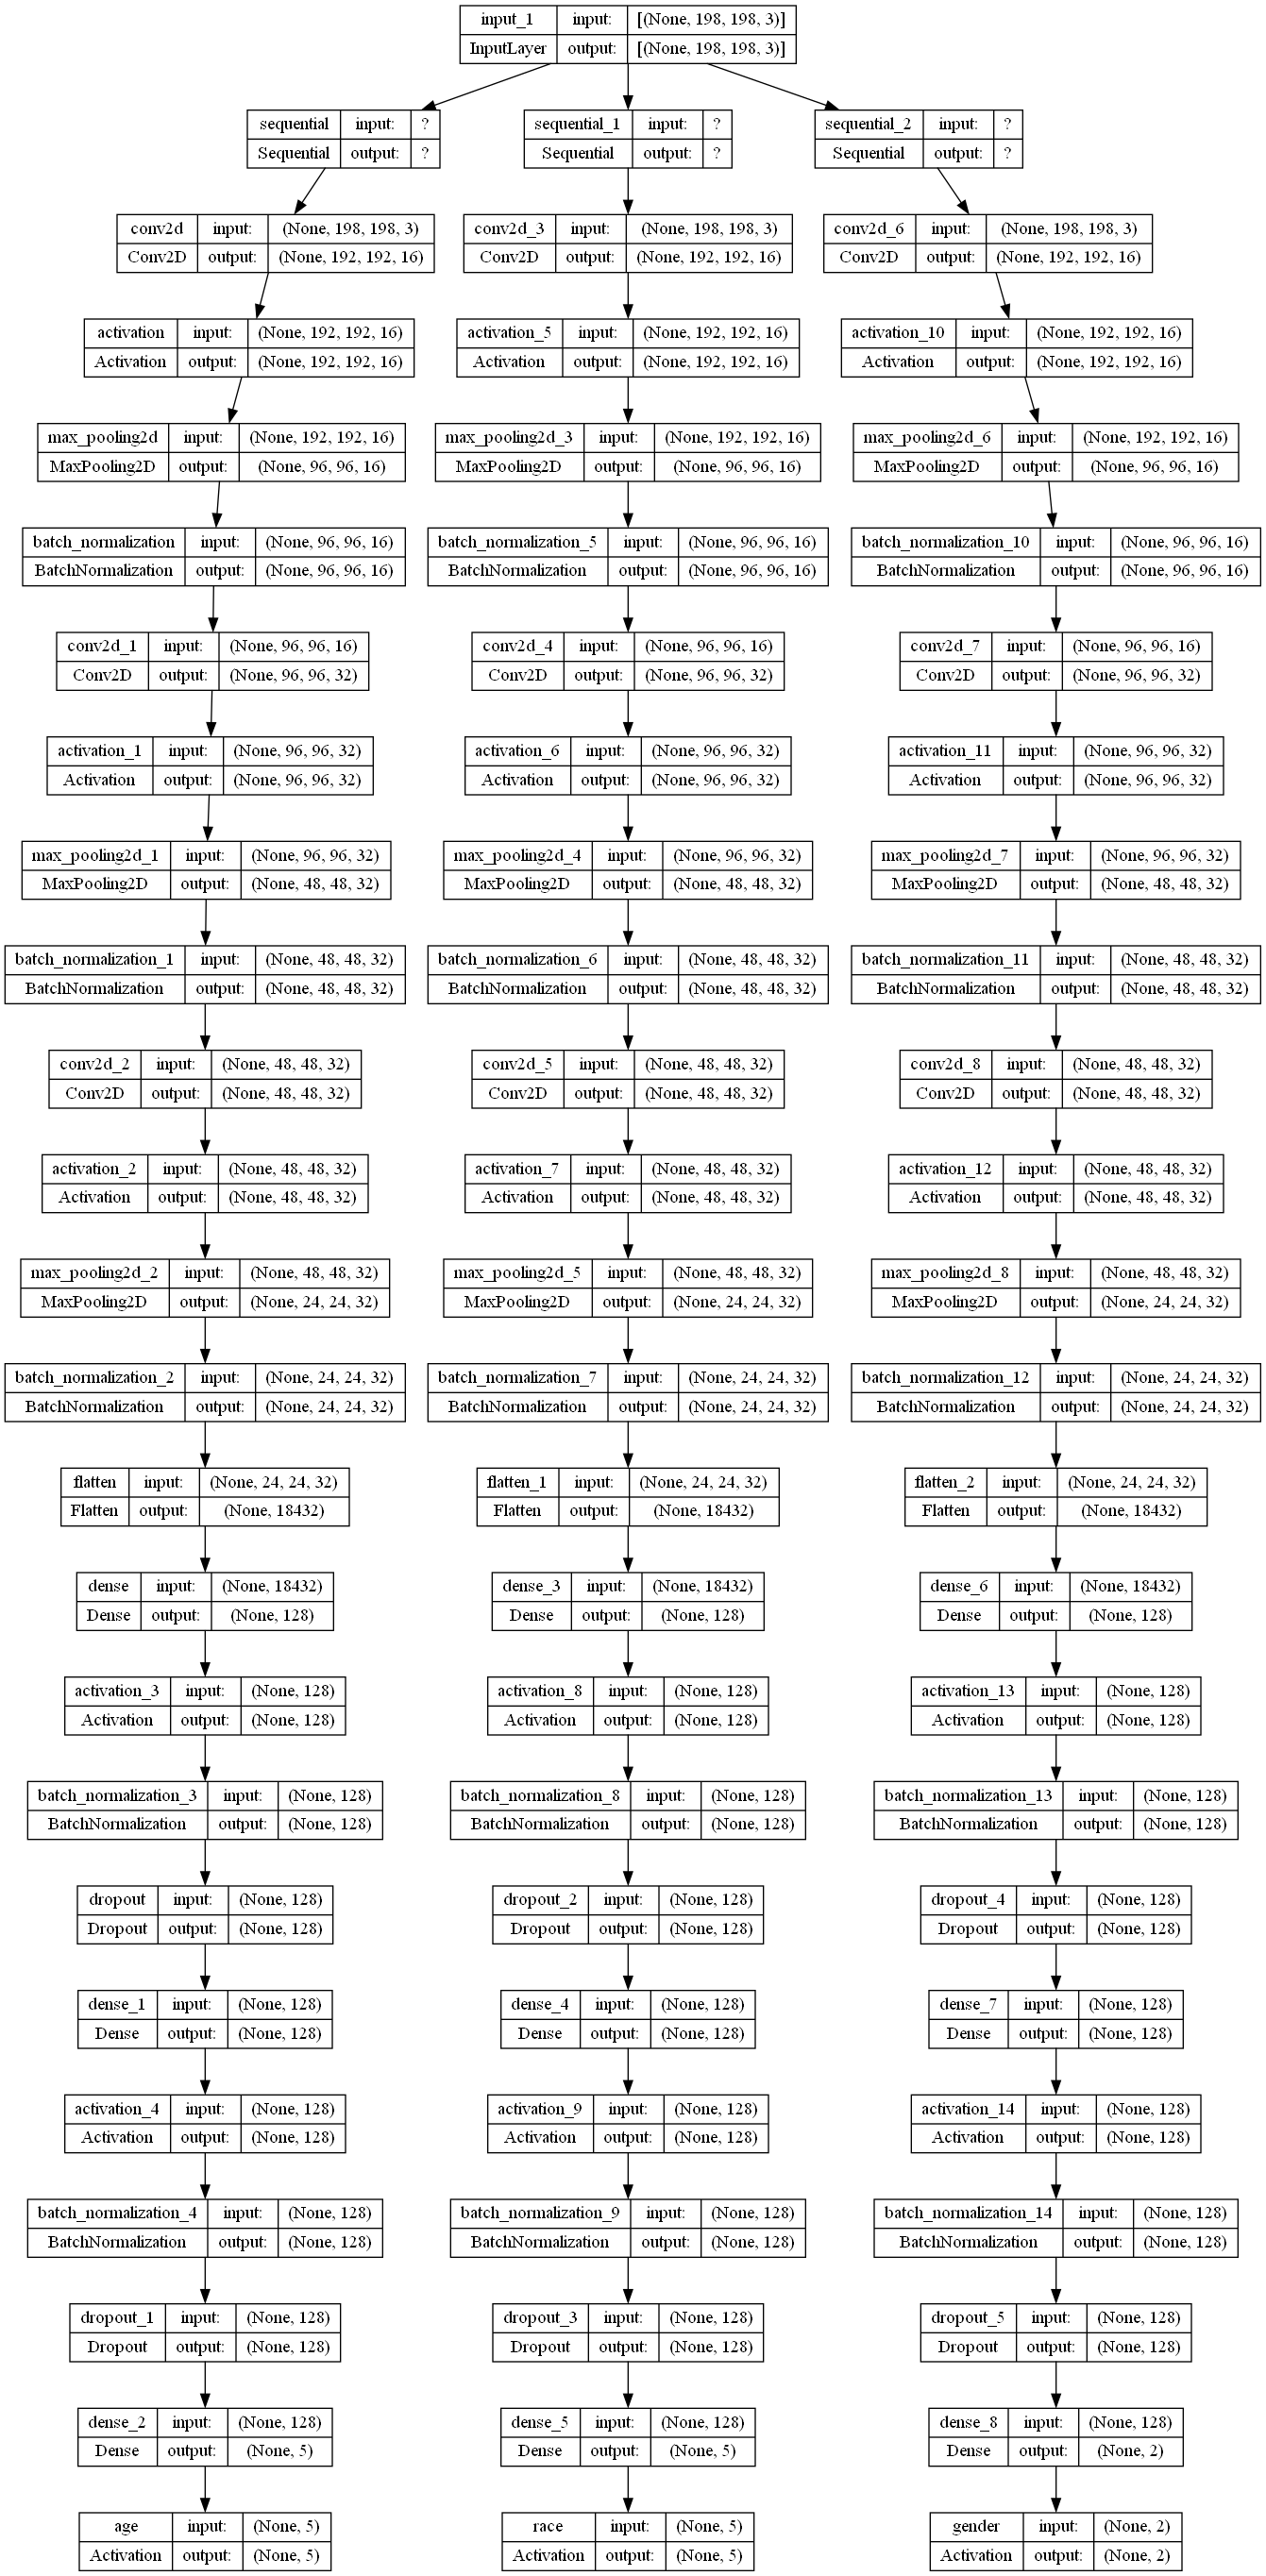 input_1 input: [(None, 198, 198, 3)]
InputLayer output: [(None, 198, 198, 3)]
sequential input: ?
Sequential output: ?
sequential_1 input: ?
Sequential output: ?
sequential_2 input: ?
Sequential output: ?
conv2d input: (None, 198, 198, 3)
Conv2D output: (None, 192, 192, 16)
conv2d_3 input: (None, 198, 198, 3)
Conv2D output: (None, 192, 192, 16)
conv2d_6 input: (None, 198, 198, 3)
Conv2D output: (None, 192, 192, 16)
activation input: (None, 192, 192, 16)
Activation output: (None, 192, 192, 16)
activation_5 input: (None, 192, 192, 16)
Activation output: (None, 192, 192, 16)
activation_10 input: (None, 192, 192, 16)
Activation output: (None, 192, 192, 16)
max_pooling2d input: (None, 192, 192, 16)
MaxPooling2D output: (None, 96, 96, 16)
max_pooling2d_3 input: (None, 192, 192, 16)
MaxPooling2D output: (None, 96, 96, 16)
max_pooling2d_6 input: (None, 192, 192, 16)
MaxPooling2D output: (None, 96, 96, 16)
batch_normalization input: (None, 96, 96, 16)
BatchNormalization output: (None, 96, 96, 16)
batch_normalization_5 input: (None, 96, 96, 16)
BatchNormalization output: (None, 96, 96, 16)
batch_normalization_10 input: (None, 96, 96, 16)
BatchNormalization output: (None, 96, 96, 16)
conv2d_1 input: (None, 96, 96, 16)
Conv2D output: (None, 96, 96, 32)
conv2d_4 input: (None, 96, 96, 16)
Conv2D output: (None, 96, 96, 32)
conv2d_7 input: (None, 96, 96, 16)
Conv2D output: (None, 96, 96, 32)
activation_1 input: (None, 96, 96, 32)
Activation output: (None, 96, 96, 32)
activation_6 input: (None, 96, 96, 32)
Activation output: (None, 96, 96, 32)
activation_11 input: (None, 96, 96, 32)
Activation output: (None, 96, 96, 32)
max_pooling2d_1 input: (None, 96, 96, 32)
MaxPooling2D output: (None, 48, 48, 32)
max_pooling2d_4 input: (None, 96, 96, 32)
MaxPooling2D output: (None, 48, 48, 32)
max_pooling2d_7 input: (None, 96, 96, 32)
MaxPooling2D output: (None, 48, 48, 32)
batch_normalization_1 input: (None, 48, 48, 32)
BatchNormalization output: (None, 48, 48, 32)
batch_normalization_6 input: (None, 48, 48, 32)
BatchNormalization output: (None, 48, 48, 32)
batch_normalization_11 input: (None, 48, 48, 32)
BatchNormalization output: (None, 48, 48, 32)
conv2d_2 input: (None, 48, 48, 32)
Conv2D output: (None, 48, 48, 32)
conv2d_5 input: (None, 48, 48, 32)
Conv2D output: (None, 48, 48, 32)
conv2d_8 input: (None, 48, 48, 32)
Conv2D output: (None, 48, 48, 32)
activation_2 input: (None, 48, 48, 32)
Activation output: (None, 48, 48, 32)
activation_7 input: (None, 48, 48, 32)
Activation output: (None, 48, 48, 32)
activation_12 input: (None, 48, 48, 32)
Activation output: (None, 48, 48, 32)
max_pooling2d_2 input: (None, 48, 48, 32)
MaxPooling2D output: (None, 24, 24, 32)
max_pooling2d_5 input: (None, 48, 48, 32)
MaxPooling2D output: (None, 24, 24, 32)
max_pooling2d_8 input: (None, 48, 48, 32)
MaxPooling2D output: (None, 24, 24, 32)
batch_normalization_2 input: (None, 24, 24, 32)
BatchNormalization output: (None, 24, 24, 32)
batch_normalization_7 input: (None, 24, 24, 32)
BatchNormalization output: (None, 24, 24, 32)
batch_normalization_12 input: (None, 24, 24, 32)
BatchNormalization output: (None, 24, 24, 32)
flatten input: (None, 24, 24, 32)
Flatten output: (None, 18432)
flatten_1 input: (None, 24, 24, 32)
Flatten output: (None, 18432)
flatten_2 input: (None, 24, 24, 32)
Flatten output: (None, 18432)
dense input: (None, 18432)
Dense output: (None, 128)
dense_3 input: (None, 18432)
Dense output: (None, 128)
dense_6 input: (None, 18432)
Dense output: (None, 128)
activation_3 input: (None, 128)
Activation output: (None, 128)
activation_8 input: (None, 128)
Activation output: (None, 128)
activation_13 input: (None, 128)
Activation output: (None, 128)
batch_normalization_3 input: (None, 128)
BatchNormalization output: (None, 128)
batch_normalization_8 input: (None, 128)
BatchNormalization output: (None, 128)
batch_normalization_13 input: (None, 128)
BatchNormalization output: (None, 128)
dropout input: (None, 128)
Dropout output: (None, 128)
dropout_2 input: (None, 128)
Dropout output: (None, 128)
dropout_4 input: (None, 128)
Dropout output: (None, 128)
dense_1 input: (None, 128)
Dense output: (None, 128)
dense_4 input: (None, 128)
Dense output: (None, 128)
dense_7 input: (None, 128)
Dense output: (None, 128)
activation_4 input: (None, 128)
Activation output: (None, 128)
activation_9 input: (None, 128)
Activation output: (None, 128)
activation_14 input: (None, 128)
Activation output: (None, 128)
batch_normalization_4 input: (None, 128)
BatchNormalization output: (None, 128)
batch_normalization_9 input: (None, 128)
BatchNormalization output: (None, 128)
batch_normalization_14 input: (None, 128)
BatchNormalization output: (None, 128)
dropout_1 input: (None, 128)
Dropout output: (None, 128)
dropout_3 input: (None, 128)
Dropout output: (None, 128)
dropout_5 input: (None, 128)
Dropout output: (None, 128)
dense_2 input: (None, 128)
Dense output: (None, 5)
dense_5 input: (None, 128)
Dense output: (None, 5)
dense_8 input: (None, 128)
Dense output: (None, 2)
age input: (None, 5)
Activation output: (None, 5)
race input: (None, 5)
Activation output: (None, 5)
gender input: (None, 2)
Activation output: (None, 2)